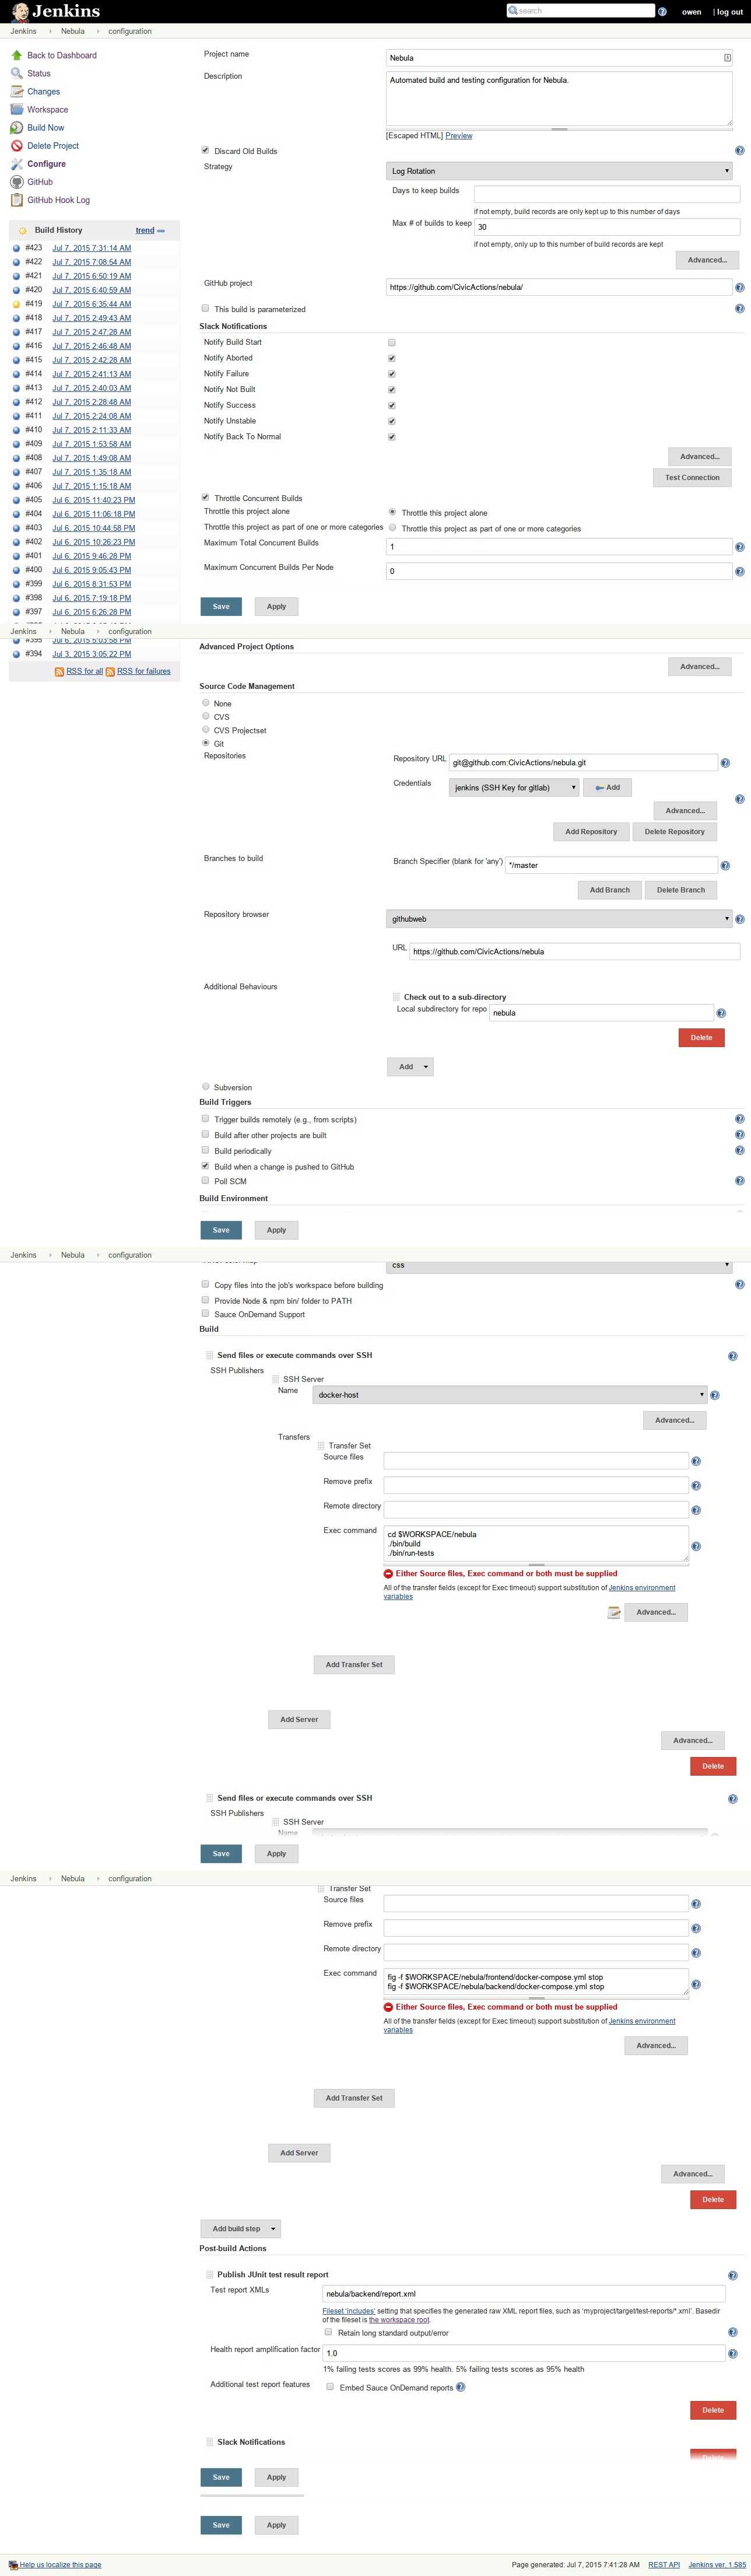 Jenkins
search
owen
| log out
Jenkins Nebula configuration
Back to Dashboard
Status
Changes
Workspace
Build Now
Delete Project
Configure
GitHub
GitHub Hook Log
Build History trend
#423 Jul 7, 2015 7:31:14 AM
#422 Jul 7, 2015 7:08:54 AM
#421 Jul 7, 2015 6:50:19 AM
#420 Jul 7, 2015 6:40:59 AM
#419 Jul 7, 2015 6:35:44 AM
#418 Jul 7, 2015 2:49:43 AM
#417 Jul 7, 2015 2:47:28 AM
#416 Jul 7, 2015 2:46:48 AM
#415 Jul 7, 2015 2:42:28 AM
#414 Jul 7, 2015 2:41:13 AM
#413 Jul 7, 2015 2:40:03 AM
#412 Jul 7, 2015 2:28:48 AM
#411 Jul 7, 2015 2:24:08 AM
#410 Jul 7, 2015 2:11:33 AM
#409 Jul 7, 2015 1:53:58 AM
#408 Jul 7, 2015 1:49:08 AM
#407 Jul 7, 2015 1:35:18 AM
#406 Jul 7, 2015 1:15:18 AM
#405 Jul 6, 2015 11:40:23 PM
#404 Jul 6, 2015 11:06:18 PM
#403 Jul 6, 2015 10:44:58 PM
#402 Jul 6, 2015 10:26:23 PM
#401 Jul 6, 2015 9:46:28 PM
#400 Jul 6, 2015 9:05:43 PM
#399 Jul 6, 2015 8:31:53 PM
#398 Jul 6, 2015 7:19:18 PM
#397 Jul 6, 2015 6:26:28 PM
Project name Nebula
Description Automated build and testing configuration for Nebula.
[Escaped HTML] Preview
Discard Old Builds
Strategy Log Rotation
Days to keep builds
if not empty, build records are only kept up to this number of days
Max # of builds to keep 30
if not empty, only up to this number of build records are kept
Advanced...
GitHub project https://github.com/CivicActions/nebula/
This build is parameterized
Slack Notifications
Notify Build Start
Notify Aborted
Notify Failure
Notify Not Built
Notify Success
Notify Unstable
Notify Back To Normal
Advanced...
Test Connection
Throttle Concurrent Builds
Throttle this project alone Throttle this project alone
Throttle this project as part of one or more categories Throttle this project as part of one or more categories
Maximum Total Concurrent Builds 1
Maximum Concurrent Builds Per Node 0
Save Apply
Jenkins Nebula configuration
#395 Jul 6, 2015 5:03:58 PM
#394 Jul 3, 2015 3:05:22 PM
RSS for all RSS for failures
Advanced Project Options
Advanced...
Source Code Management
None
CVS
CVS Projectset
Git
Repositories
Repository URL git@github.com:CivicActions/nebula.git
Credentials jenkins (SSH Key for gitlab) Add
Advanced...
Add Repository Delete Repository
Branches to build
Branch Specifier (blank for 'any') */master
Add Branch Delete Branch
Repository browser githubweb
URL https://github.com/CivicActions/nebula
Additional Behaviours
Check out to a sub-directory
Local subdirectory for repo nebula
Delete
Add
Subversion
Build Triggers
Trigger builds remotely (e.g., from scripts)
Build after other projects are built
Build periodically
Build when a change is pushed to GitHub
Poll SCM
Build Environment
Save Apply
Jenkins Nebula configuration
css
Copy files into the job's workspace before building
Provide Node & npm bin/ folder to PATH
Sauce OnDemand Support
Build
Send files or execute commands over SSH
SSH Publishers
SSH Server
Name docker-host
Advanced...
Transfers
Transfer Set
Source files
Remove prefix
Remote directory
Exec command cd $WORKSPACE/nebula
./bin/build
./bin/run-tests
Either Source files, Exec command or both must be supplied
All of the transfer fields (except for Exec timeout) support substitution of Jenkins environment
variables
Advanced...
Add Transfer Set
Add Server
Advanced...
Delete
Send files or execute commands over SSH
SSH Publishers
SSH Server
Name
Save Apply
Jenkins Nebula configuration
Transfer Set
Source files
Remove prefix
Remote directory
Exec command fig -f $WORKSPACE/nebula/frontend/docker-compose.yml stop
fig -f $WORKSPACE/nebula/backend/docker-compose.yml stop
Either Source files, Exec command or both must be supplied
All of the transfer fields (except for Exec timeout) support substitution of Jenkins environment
variables
Advanced...
Add Transfer Set
Add Server
Advanced...
Delete
Add build step
Post-build Actions
Publish JUnit test result report
Test report XMLs nebula/backend/report.xml
Fileset 'includes' setting that specifies the generated raw XML report files, such as 'myproject/target/test-reports/*.xml'. Basedir
of the fileset is the workspace root.
Retain long standard output/error
Health report amplification factor 1.0
1% failing tests scores as 99% health. 5% failing tests scores as 95% health
Additional test report features Embed Sauce OnDemand reports
Delete
Slack Notifications
Delete
Save Apply
Save Apply
Help us localize this page
Page generated: Jul 7, 2015 7:41:28 AM REST API Jenkins ver. 1.585